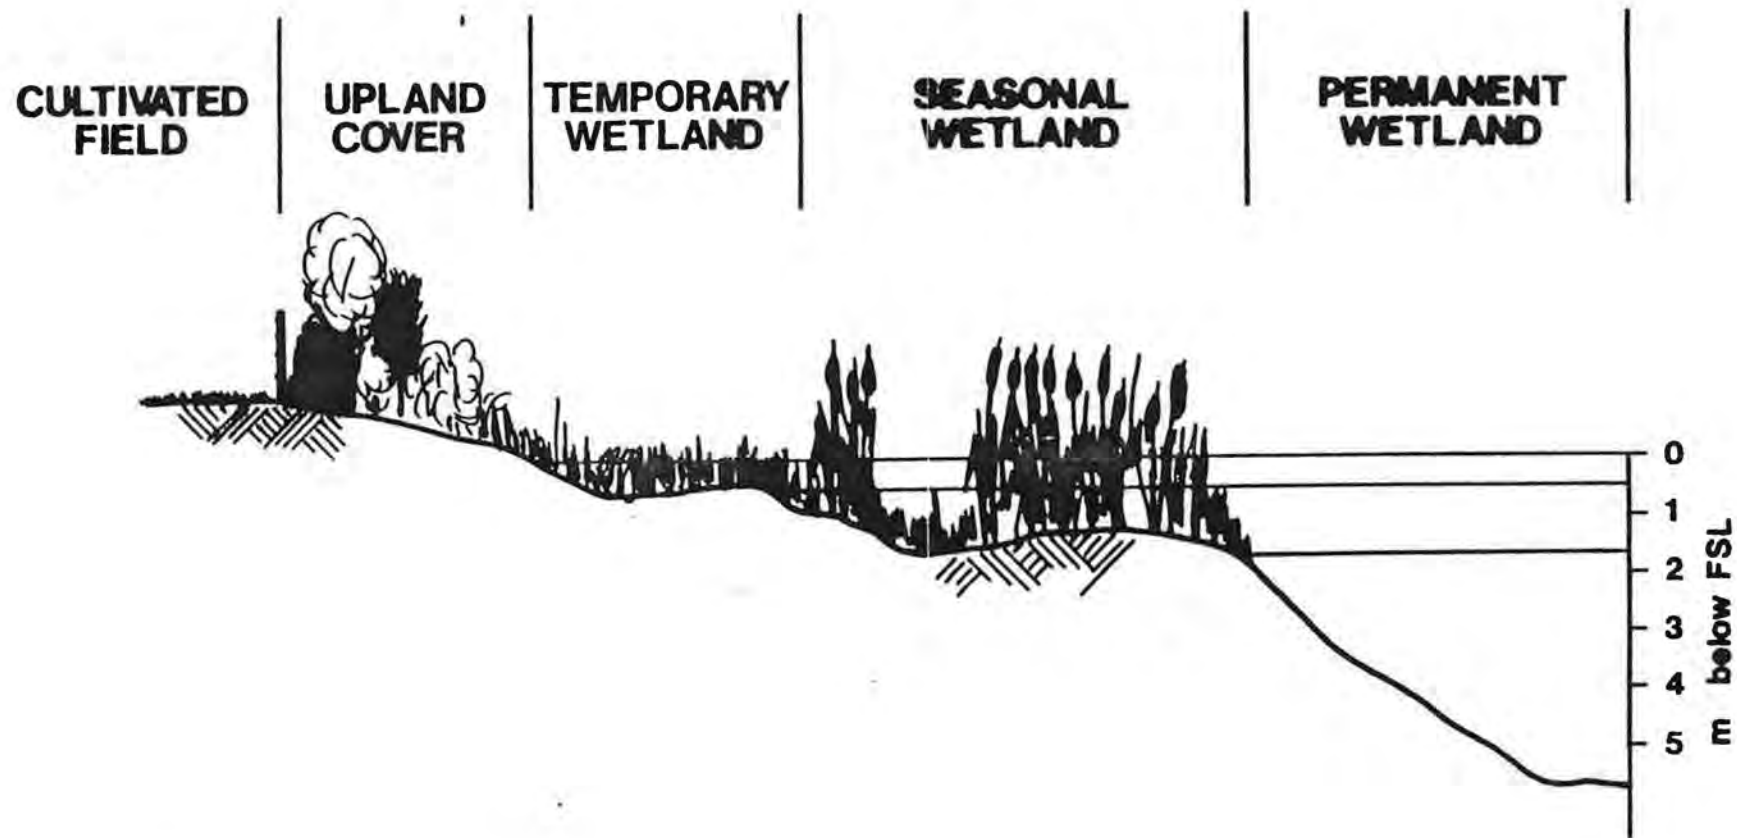 CULTIVATED
FIELD
UPLAND
COVER
TEMPORARY
WETLAND
SEASONAL
WETLAND
PERMANENT
WETLAND
0
1
2
3
4
5
m below FSL